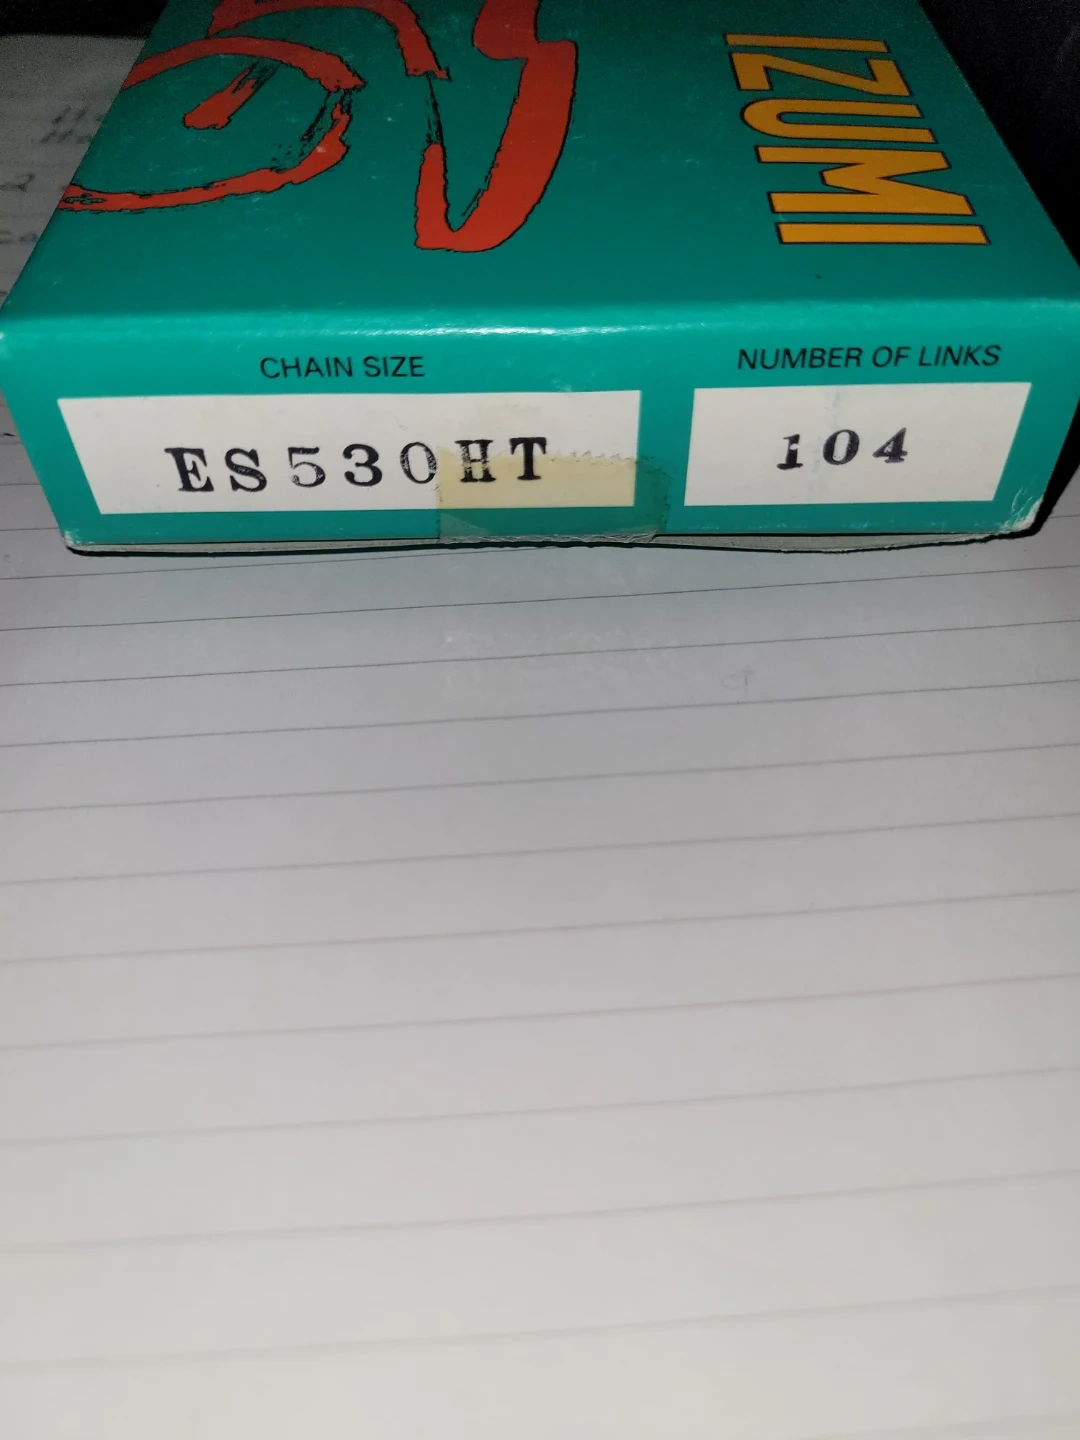 IZUMI
CHAIN SIZE
NUMBER OF LINKS
ES530HT
104